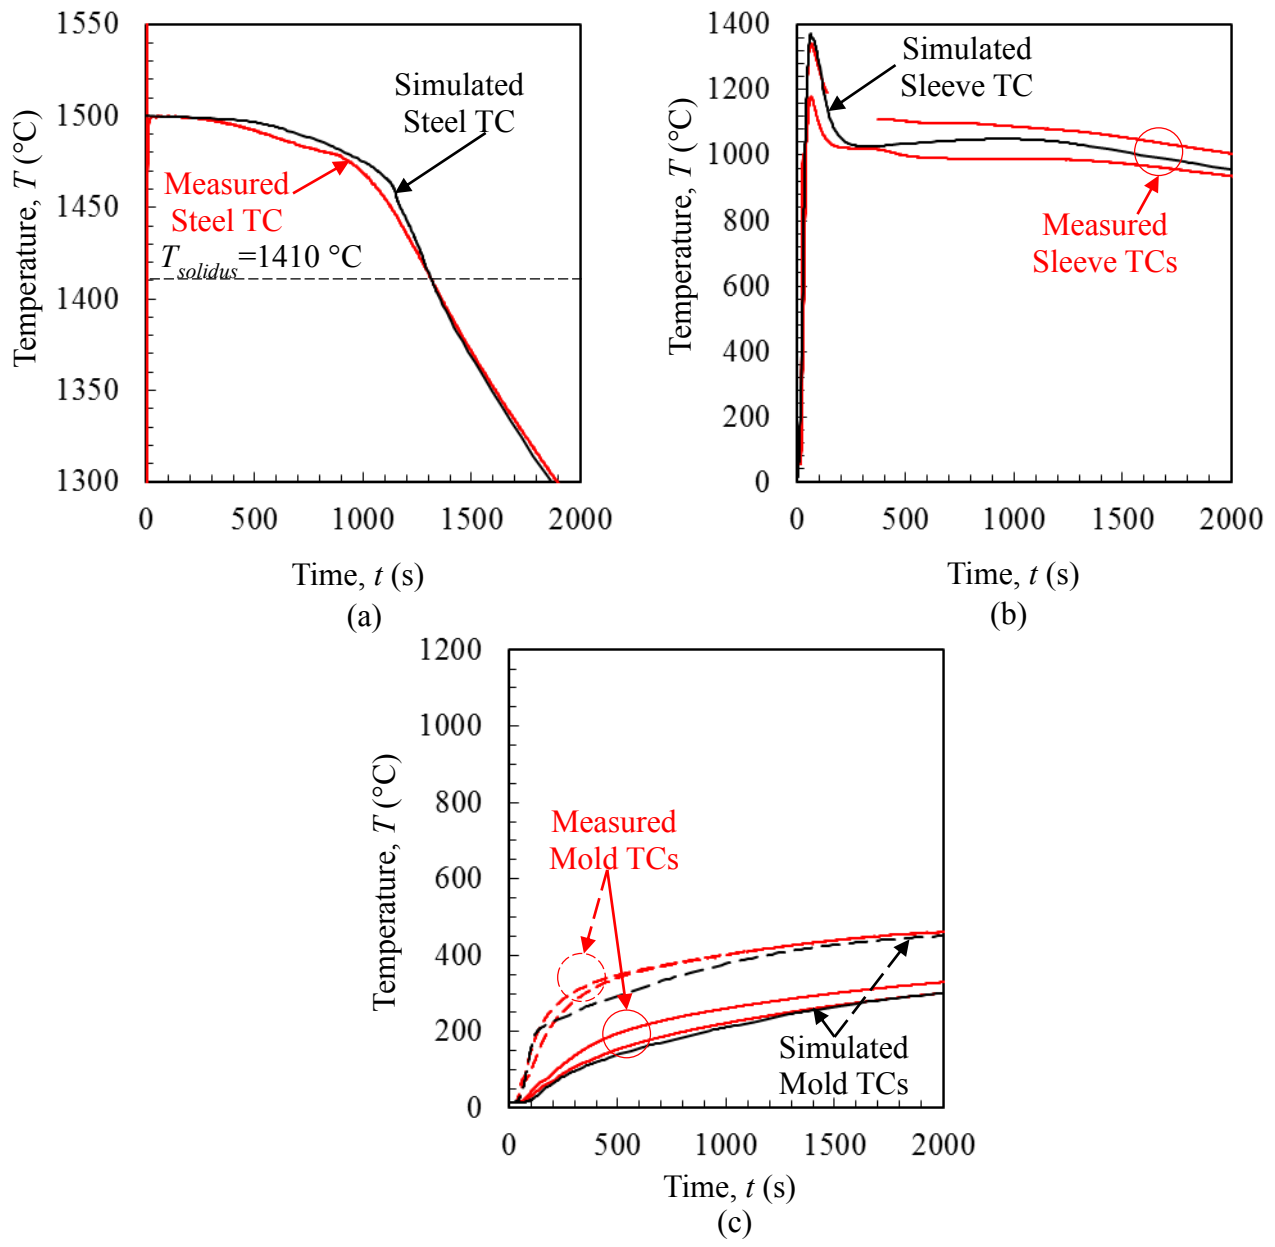 1550
1500
1450
1400
1350
1300
Temperature, T (°C)
Simulated
Steel TC
Measured
Steel TC
Tsolidus=1410 °C
0 500 1000 1500 2000
Time, t (s)
(a)
1400
1200
1000
800
600
400
200
0
Temperature, T (°C)
Simulated
Sleeve TC
Measured
Sleeve TCs
0 500 1000 1500 2000
Time, t (s)
(b)
1200
1000
800
600
400
200
0
Temperature, T (°C)
Measured
Mold TCs
Simulated
Mold TCs
0 500 1000 1500 2000
Time, t (s)
(c)